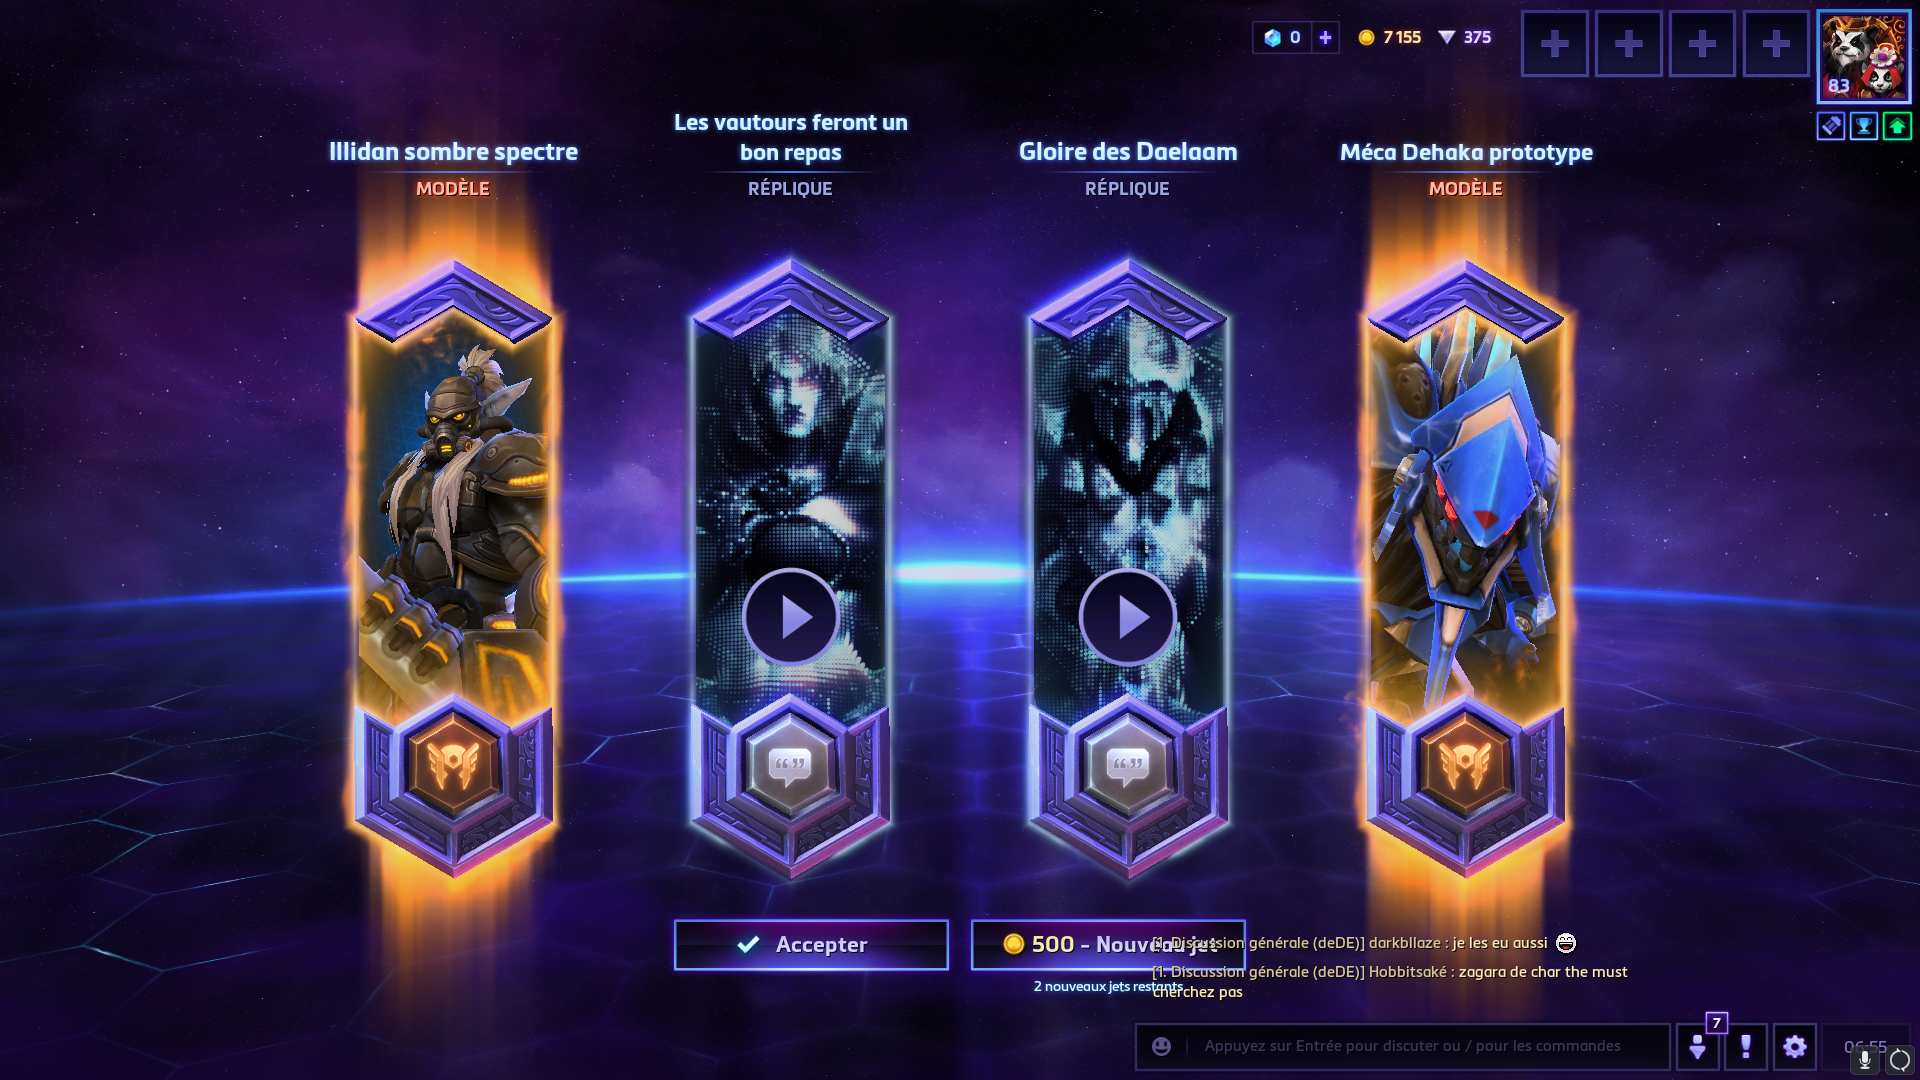 0
7 155
375
83
Illidan sombre spectre
MODÈLE
Les vautours feront un
bon repas
RÉPLIQUE
Gloire des Daelaam
RÉPLIQUE
Méca Dehaka prototype
MODÈLE
Accepter
500 - Nouveau jet
2 nouveaux jets restants
[1. Discussion générale (deDE)] darkbllaze : je les eu aussi
[1. Discussion générale (deDE)] Hobbitsaké : zagara de char the must
cherchez pas
Appuyez sur Entrée pour discuter ou / pour les commandes
7
06:55